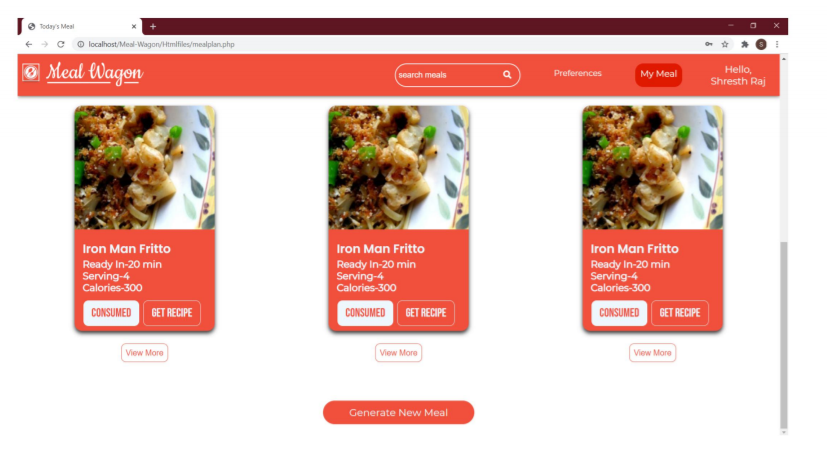 Today's Meal
localhost/Meal-Wagon/Htmlfiles/mealplan.php
S
Meal Wagon
search meals
Preferences
My Meal
Hello,
Shresth Raj
Iron Man Fritto
Ready In-20 min
Serving-4
Calories-300
CONSUMED
GET RECIPE
View More
Iron Man Fritto
Ready In-20 min
Serving-4
Calories-300
CONSUMED
GET RECIPE
View More
Iron Man Fritto
Ready In-20 min
Serving-4
Calories-300
CONSUMED
GET RECIPE
View More
Generate New Meal